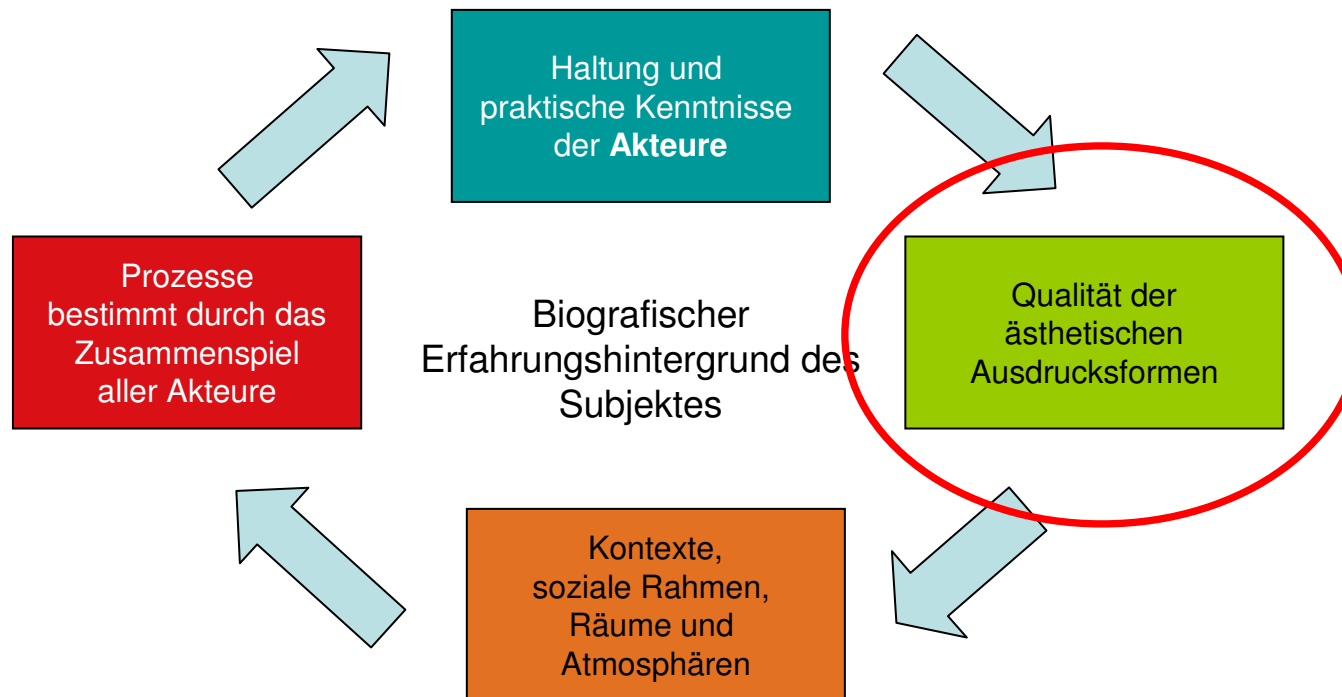 Haltung und
praktische Kenntnisse
der Akteure
Prozesse
bestimmt durch das
Zusammenspiel
aller Akteure
Biografischer
Erfahrungshintergrund des
Subjektes
Qualität der
ästhetischen
Ausdrucksformen
Kontexte,
soziale Rahmen,
Räume und
Atmosphären